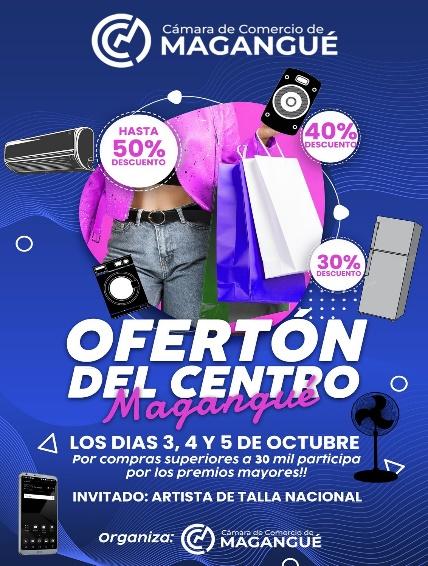 Cámara de Comercio de
MAGANGUÉ
HASTA
50%
DESCUENTO
40%
DESCUENTO
30%
DESCUENTO
OFERTÓN
DEL CENTRO
Magangué
LOS DIAS 3, 4 Y 5 DE OCTUBRE
Por compras superiores a 30 mil participa
por los premios mayores!!
INVITADO: ARTISTA DE TALLA NACIONAL
Organiza:
Cámara de Comercio de
MAGANGUÉ